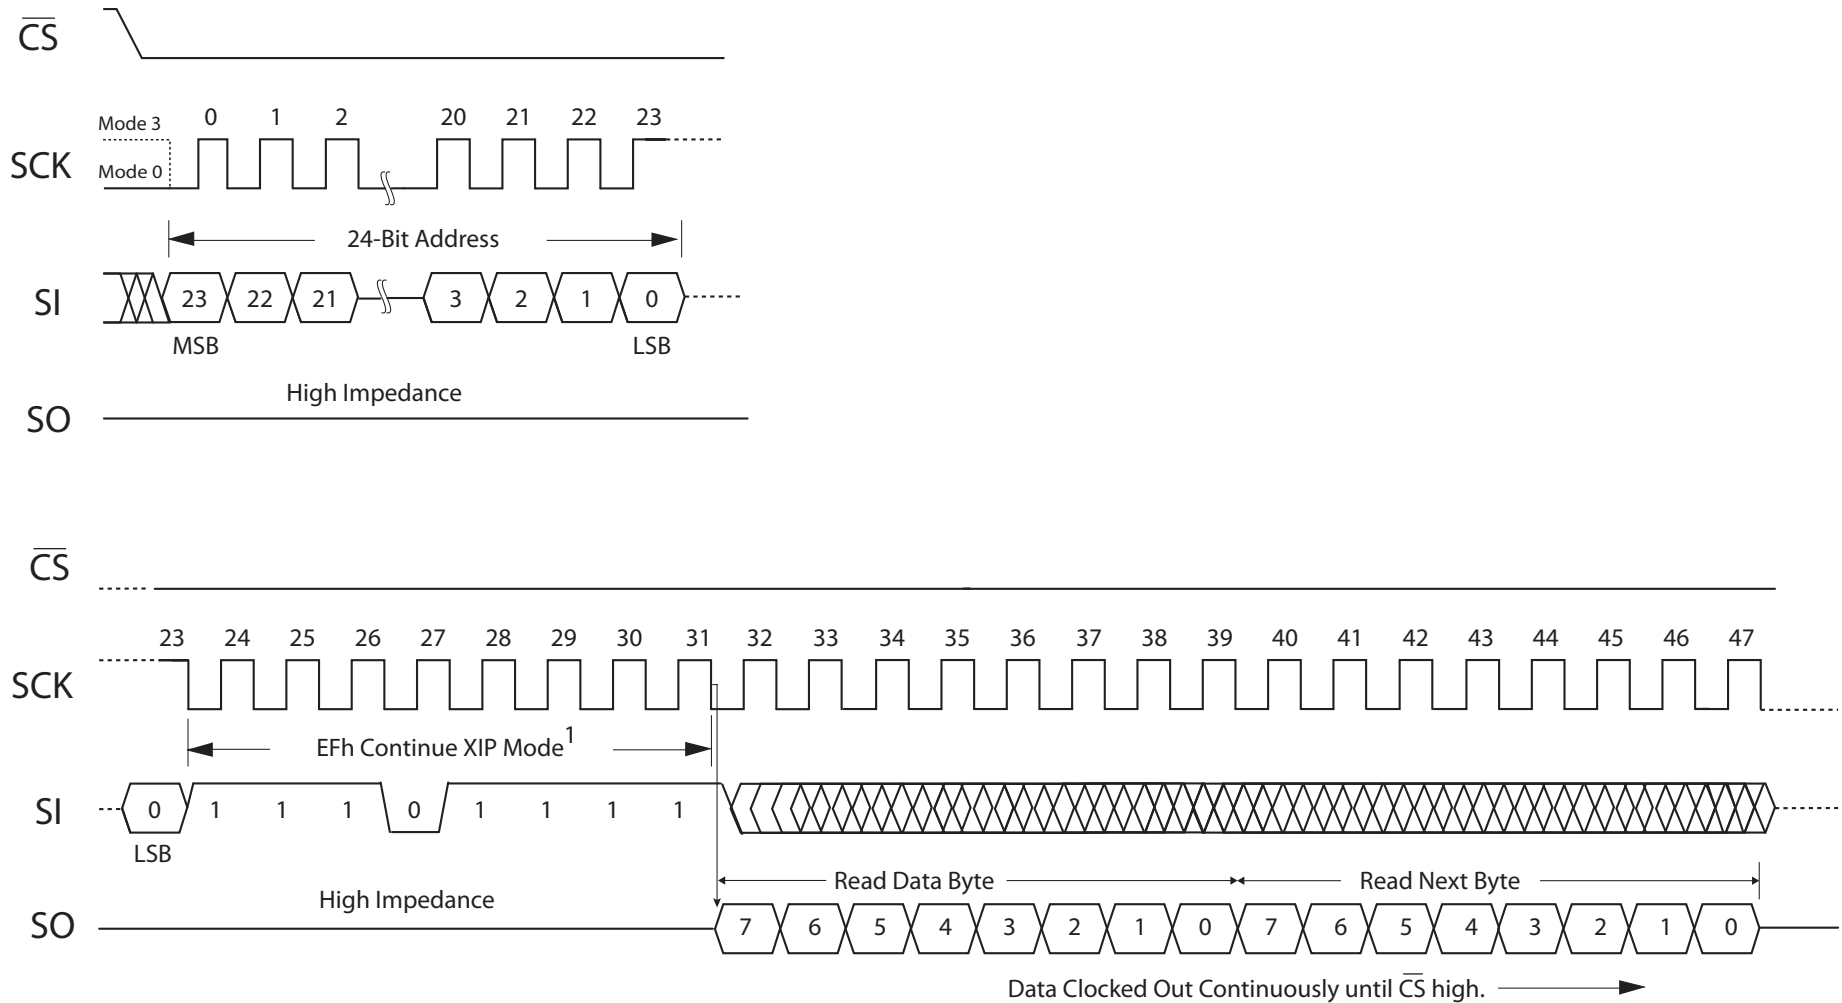 CS
Mode 3
Mode 0
0 1 2 20 21 22 23
SCK
24-Bit Address
SI
23 22 21 3 2 1 0
MSB LSB
High Impedance
SO
CS
23 24 25 26 27 28 29 30 31 32 33 34 35 36 37 38 39 40 41 42 43 44 45 46 47
SCK
EFh Continue XIP Mode1
SI
0 1 1 1 0 1 1 1 1
LSB
Read Data Byte Read Next Byte
High Impedance
SO
7 6 5 4 3 2 1 0 7 6 5 4 3 2 1 0
Data Clocked Out Continuously until CS high.